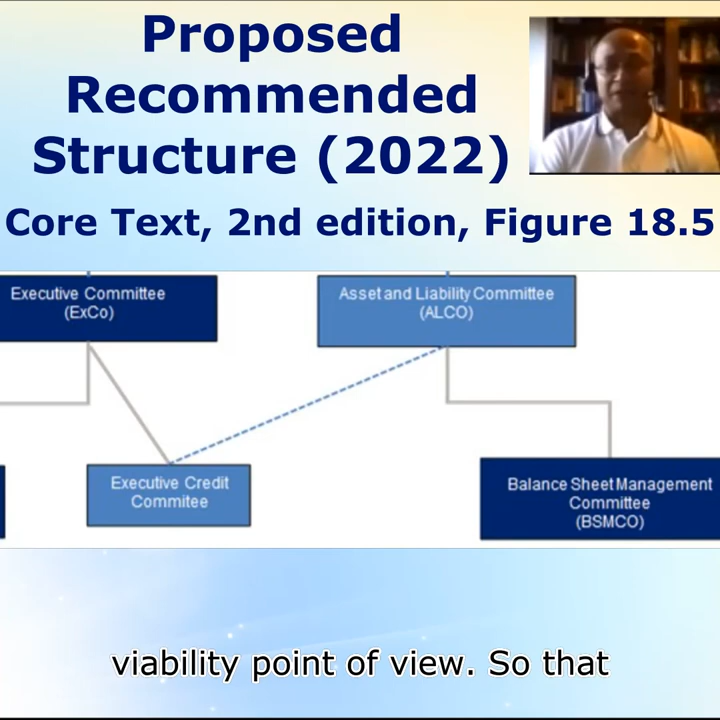 Proposed
Recommended
Structure (2022)
Core Text, 2nd edition, Figure 18.5
Executive Committee
(ExCo)
Asset and Liability Committee
(ALCO)
Executive Credit
Commitee
Balance Sheet Management
Committee
(BSMCO)
viability point of view. So that